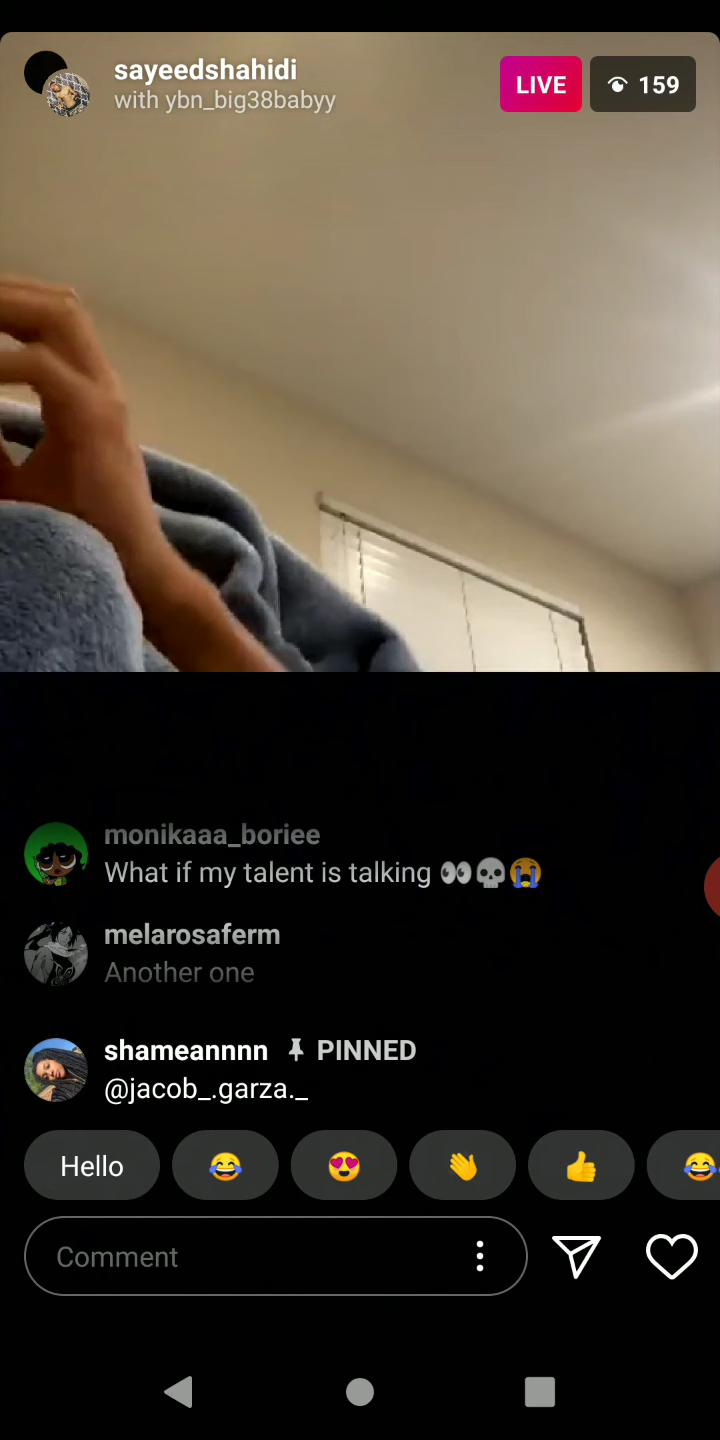 sayeedshahidi
with ybn_big38babyy
LIVE
159
monikaaa_boriee
What if my talent is talking 👀💀😭
melarosaferm
Another one
shameannnn PINNED
@jacob_.garza._
Hello 😂 😍 👋 👍 😂
Comment